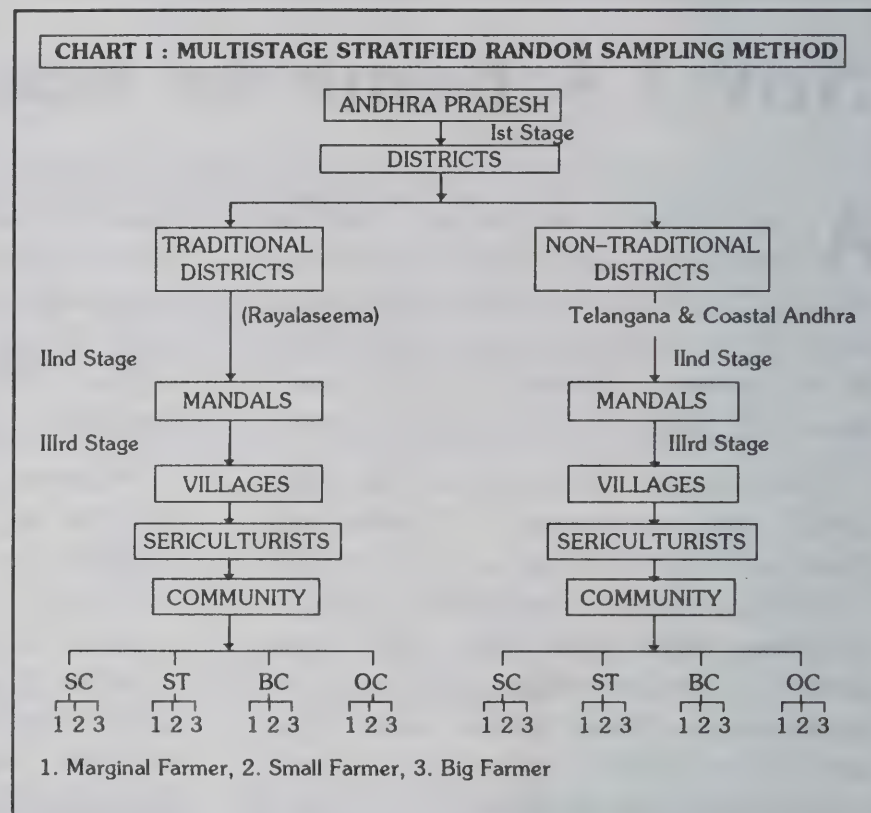 CHART I : MULTISTAGE STRATIFIED RANDOM SAMPLING METHOD
ANDHRA PRADESH
Ist Stage
DISTRICTS
TRADITIONAL
DISTRICTS
NON-TRADITIONAL
DISTRICTS
(Rayalaseema)
Telangana & Coastal Andhra
IInd Stage
IInd Stage
MANDALS
MANDALS
IIIrd Stage
IIIrd Stage
VILLAGES
VILLAGES
SERICULTURISTS
SERICULTURISTS
COMMUNITY
COMMUNITY
SC ST BC OC SC ST BC OC
1 2 3 1 2 3 1 2 3 1 2 3 1 2 3 1 2 3 1 2 3 1 2 3
1. Marginal Farmer, 2. Small Farmer, 3. Big Farmer